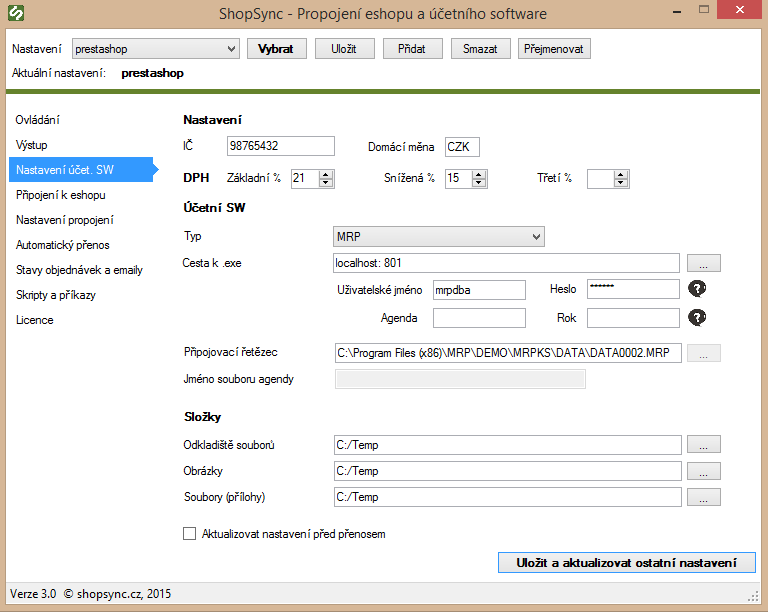 ShopSync - Propojení eshopu a účetního software
Nastavení prestashop Vybrat Uložit Přidat Smazat Přejmenovat
Aktuální nastavení: prestashop
Ovládání
Výstup
Nastavení účet. SW
Připojení k eshopu
Nastavení propojení
Automatický přenos
Stavy objednávek a emaily
Skripty a příkazy
Licence
Nastavení
IČ 98765432 Domácí měna CZK
DPH Základní % 21 Snížená % 15 Třetí %
Účetní SW
Typ MRP
Cesta k .exe localhost: 801 ...
Uživatelské jméno mrpdba Heslo ****** ?
Agenda Rok ?
Připojovací řetězec C:\Program Files (x86)\MRP\DEMO\MRPKS\DATA\DATA0002.MRP ...
Jméno souboru agendy
Složky
Odkladiště souborů C:/Temp ...
Obrázky C:/Temp ...
Soubory (přílohy) C:/Temp ...
Aktualizovat nastavení před přenosem
Uložit a aktualizovat ostatní nastavení
Verze 3.0 © shopsync.cz, 2015